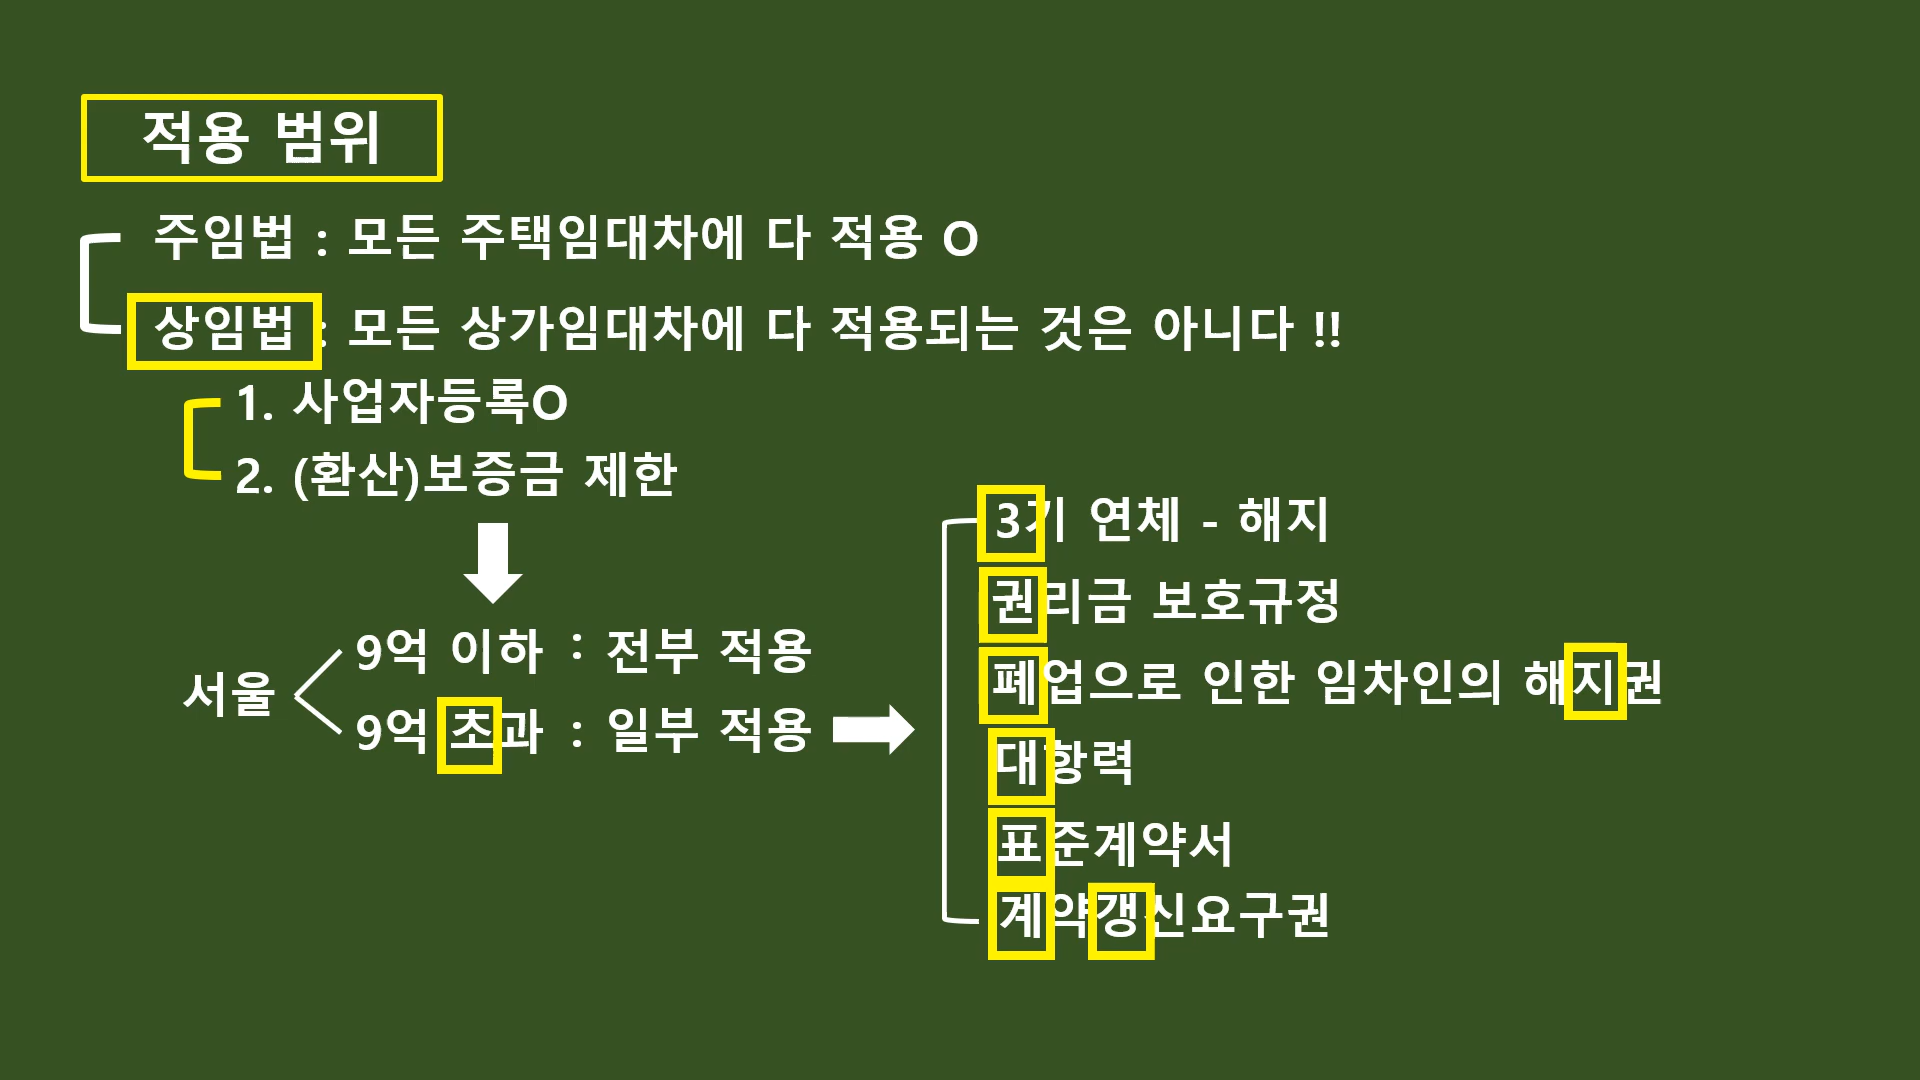 적용 범위
주임법 : 모든 주택임대차에 다 적용 O
상임법 : 모든 상가임대차에 다 적용되는 것은 아니다 !!
1. 사업자등록O
2. (환산)보증금 제한
서울
9억 이하 : 전부 적용
9억 초과 : 일부 적용
3기 연체 - 해지
권리금 보호규정
폐업으로 인한 임차인의 해지권
대항력
표준계약서
계약갱신요구권